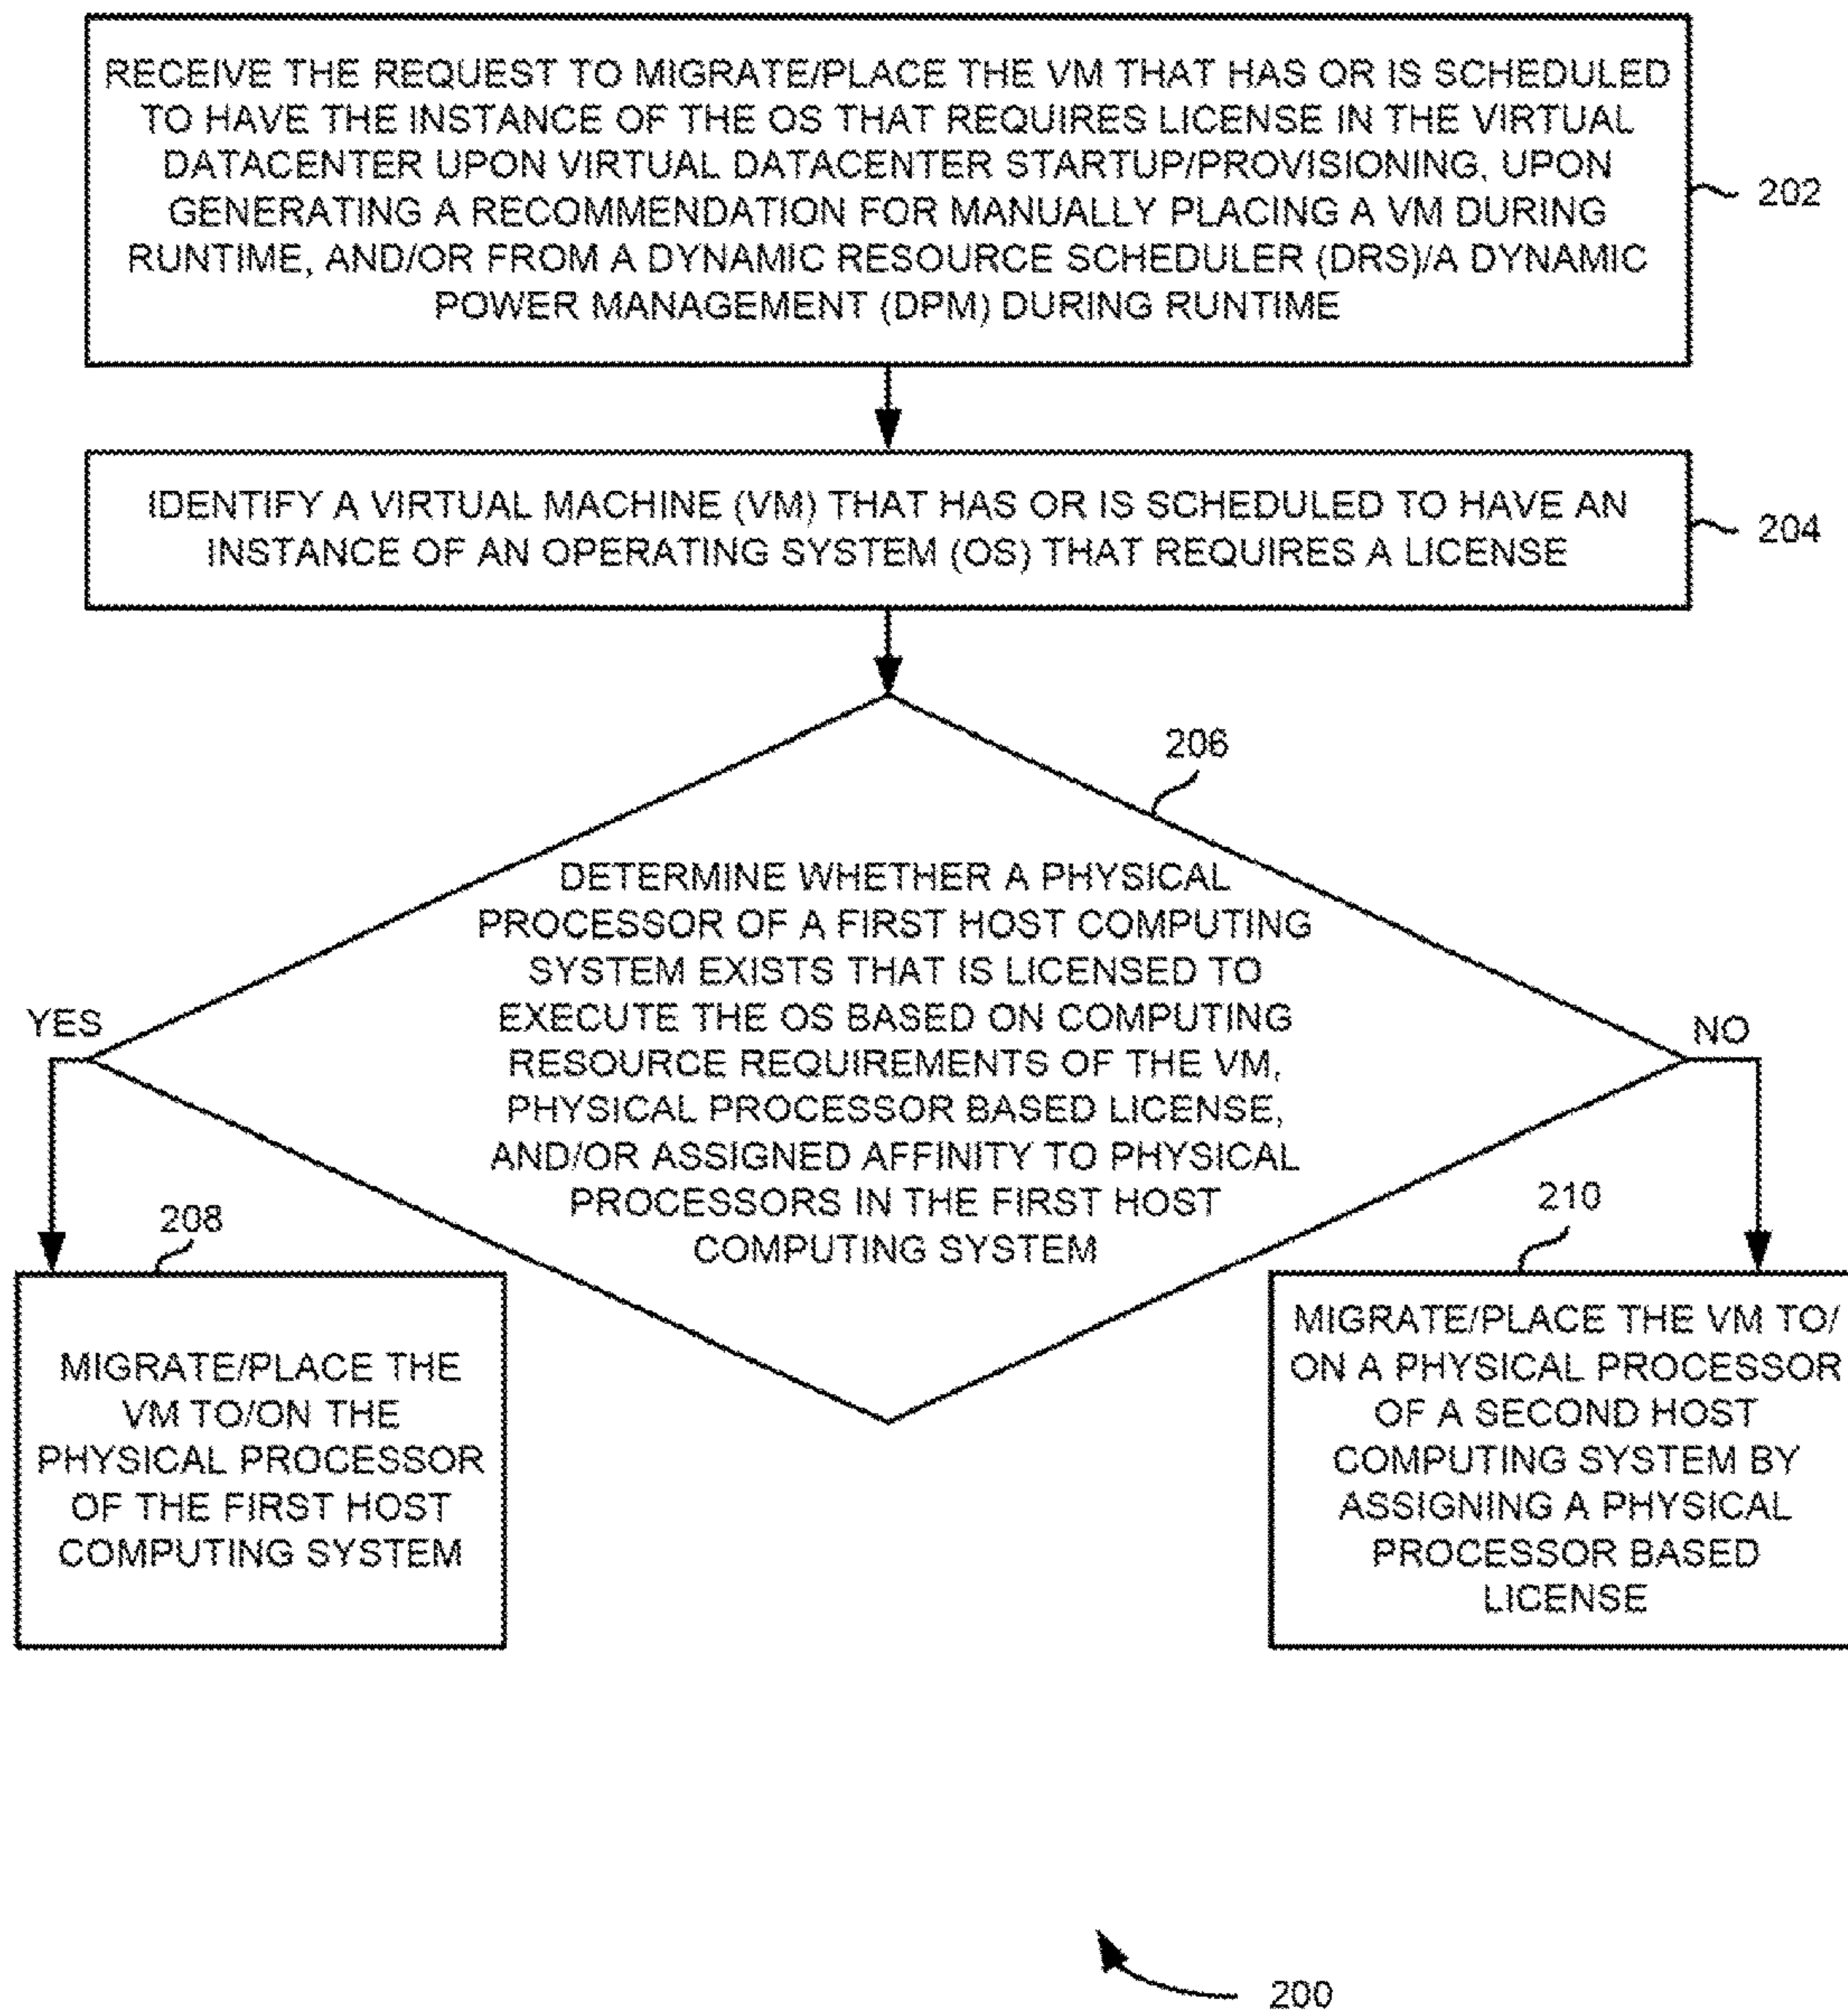 RECEIVE THE REQUEST TO MIGRATE/PLACE THE VM THAT HAS OR IS SCHEDULED
TO HAVE THE INSTANCE OF THE OS THAT REQUIRES LICENSE IN THE VIRTUAL
DATACENTER UPON VIRTUAL DATACENTER STARTUP/PROVISIONING, UPON
GENERATING A RECOMMENDATION FOR MANUALLY PLACING A VM DURING
RUNTIME, AND/OR FROM A DYNAMIC RESOURCE SCHEDULER (DRS)/A DYNAMIC
POWER MANAGEMENT (DPM) DURING RUNTIME
202
IDENTIFY A VIRTUAL MACHINE (VM) THAT HAS OR IS SCHEDULED TO HAVE AN
INSTANCE OF AN OPERATING SYSTEM (OS) THAT REQUIRES A LICENSE
204
206
DETERMINE WHETHER A PHYSICAL
PROCESSOR OF A FIRST HOST COMPUTING
SYSTEM EXISTS THAT IS LICENSED TO
EXECUTE THE OS BASED ON COMPUTING
RESOURCE REQUIREMENTS OF THE VM,
PHYSICAL PROCESSOR BASED LICENSE,
AND/OR ASSIGNED AFFINITY TO PHYSICAL
PROCESSORS IN THE FIRST HOST
COMPUTING SYSTEM
YES
NO
208
MIGRATE/PLACE THE
VM TO/ON THE
PHYSICAL PROCESSOR
OF THE FIRST HOST
COMPUTING SYSTEM
210
MIGRATE/PLACE THE VM TO/
ON A PHYSICAL PROCESSOR
OF A SECOND HOST
COMPUTING SYSTEM BY
ASSIGNING A PHYSICAL
PROCESSOR BASED
LICENSE
200